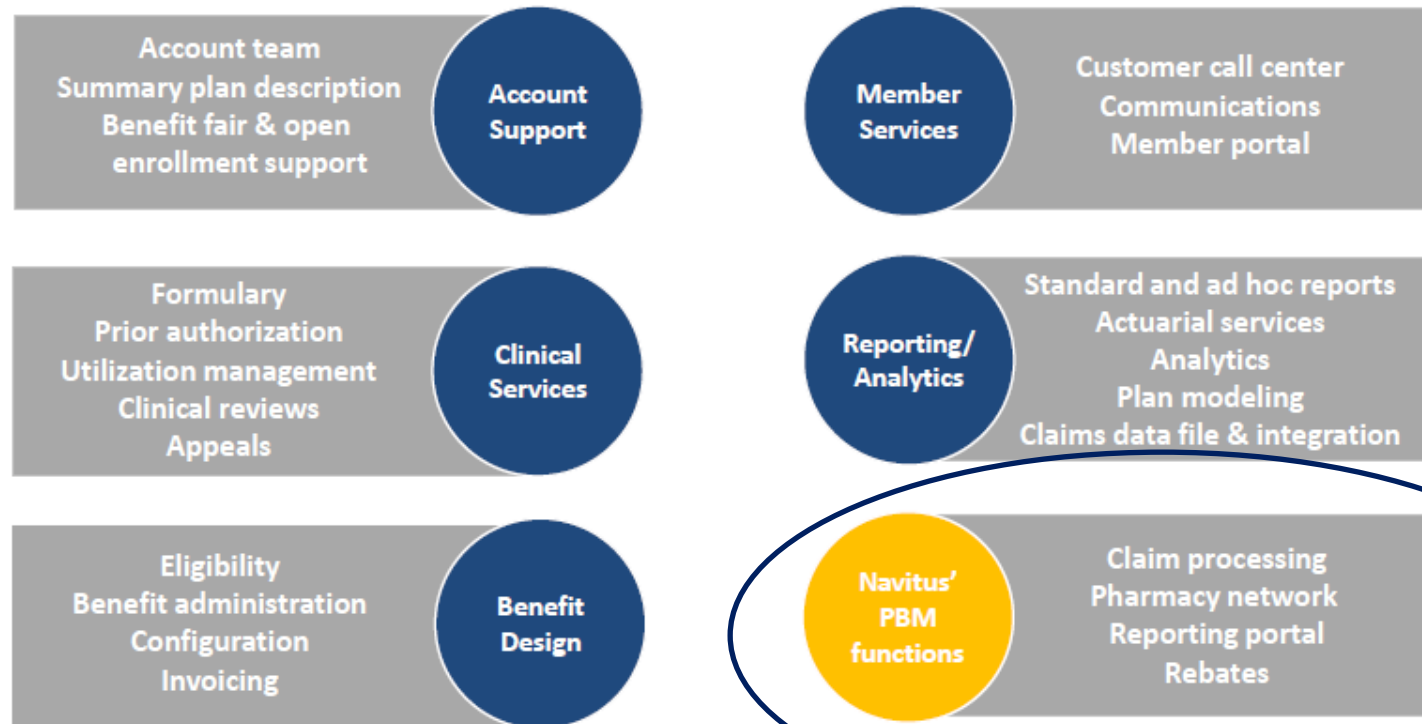 Account team
Summary plan description
Benefit fair & open
enrollment support
Account
Support
Member
Services
Customer call center
Communications
Member portal
Formulary
Prior authorization
Utilization management
Clinical reviews
Appeals
Clinical
Services
Reporting/
Analytics
Standard and ad hoc reports
Actuarial services
Analytics
Plan modeling
Claims data file & integration
Eligibility
Benefit administration
Configuration
Invoicing
Benefit
Design
Navitus’
PBM
functions
Claim processing
Pharmacy network
Reporting portal
Rebates